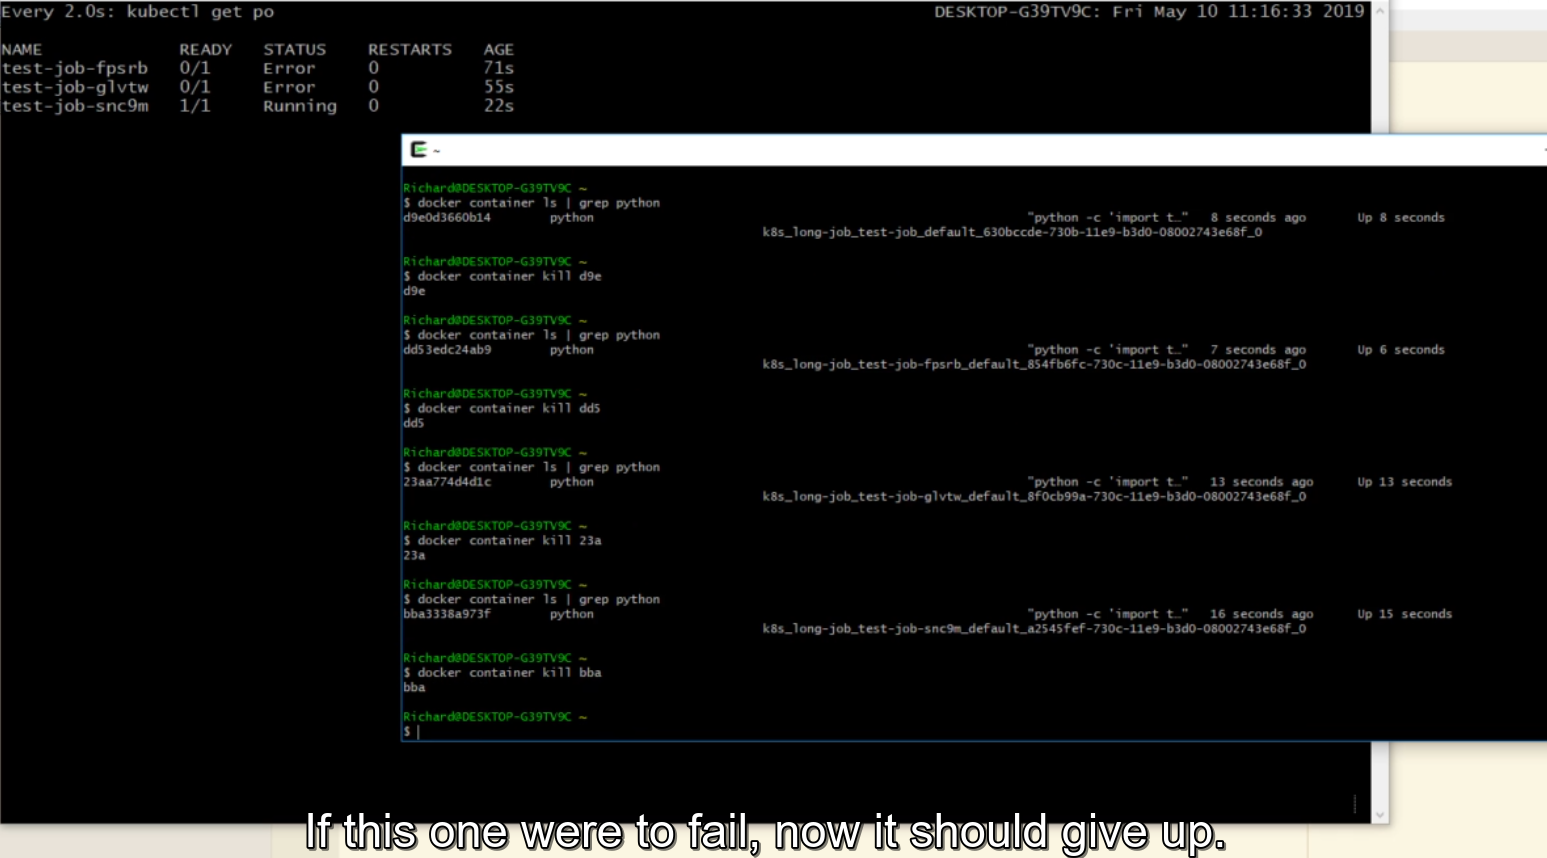 Every 2.0s: kubectl get po DESKTOP-G39TV9C: Fri May 10 11:16:33 2019
NAME READY STATUS RESTARTS AGE
test-job-fpsrb 0/1 Error 0 71s
test-job-glvtw 0/1 Error 0 55s
test-job-snc9m 1/1 Running 0 22s
~
Richard@DESKTOP-G39TV9C ~
$ docker container ls | grep python
d9e0d3660b14 python "python -c 'import t…" 8 seconds ago Up 8 seconds
k8s_long-job_test-job_default_630bccde-730b-11e9-b3d0-08002743e68f_0
Richard@DESKTOP-G39TV9C ~
$ docker container kill d9e
d9e
Richard@DESKTOP-G39TV9C ~
$ docker container ls | grep python
dd53edc24ab9 python "python -c 'import t…" 7 seconds ago Up 6 seconds
k8s_long-job_test-job-fpsrb_default_854fb6fc-730c-11e9-b3d0-08002743e68f_0
Richard@DESKTOP-G39TV9C ~
$ docker container kill dd5
dd5
Richard@DESKTOP-G39TV9C ~
$ docker container ls | grep python
23aa774d4d1c python "python -c 'import t…" 13 seconds ago Up 13 seconds
k8s_long-job_test-job-glvtw_default_8f0cb99a-730c-11e9-b3d0-08002743e68f_0
Richard@DESKTOP-G39TV9C ~
$ docker container kill 23a
23a
Richard@DESKTOP-G39TV9C ~
$ docker container ls | grep python
bba3338a973f python "python -c 'import t…" 16 seconds ago Up 15 seconds
k8s_long-job_test-job-snc9m_default_a2545fef-730c-11e9-b3d0-08002743e68f_0
Richard@DESKTOP-G39TV9C ~
$ docker container kill bba
bba
Richard@DESKTOP-G39TV9C ~
$
If this one were to fail, now it should give up.